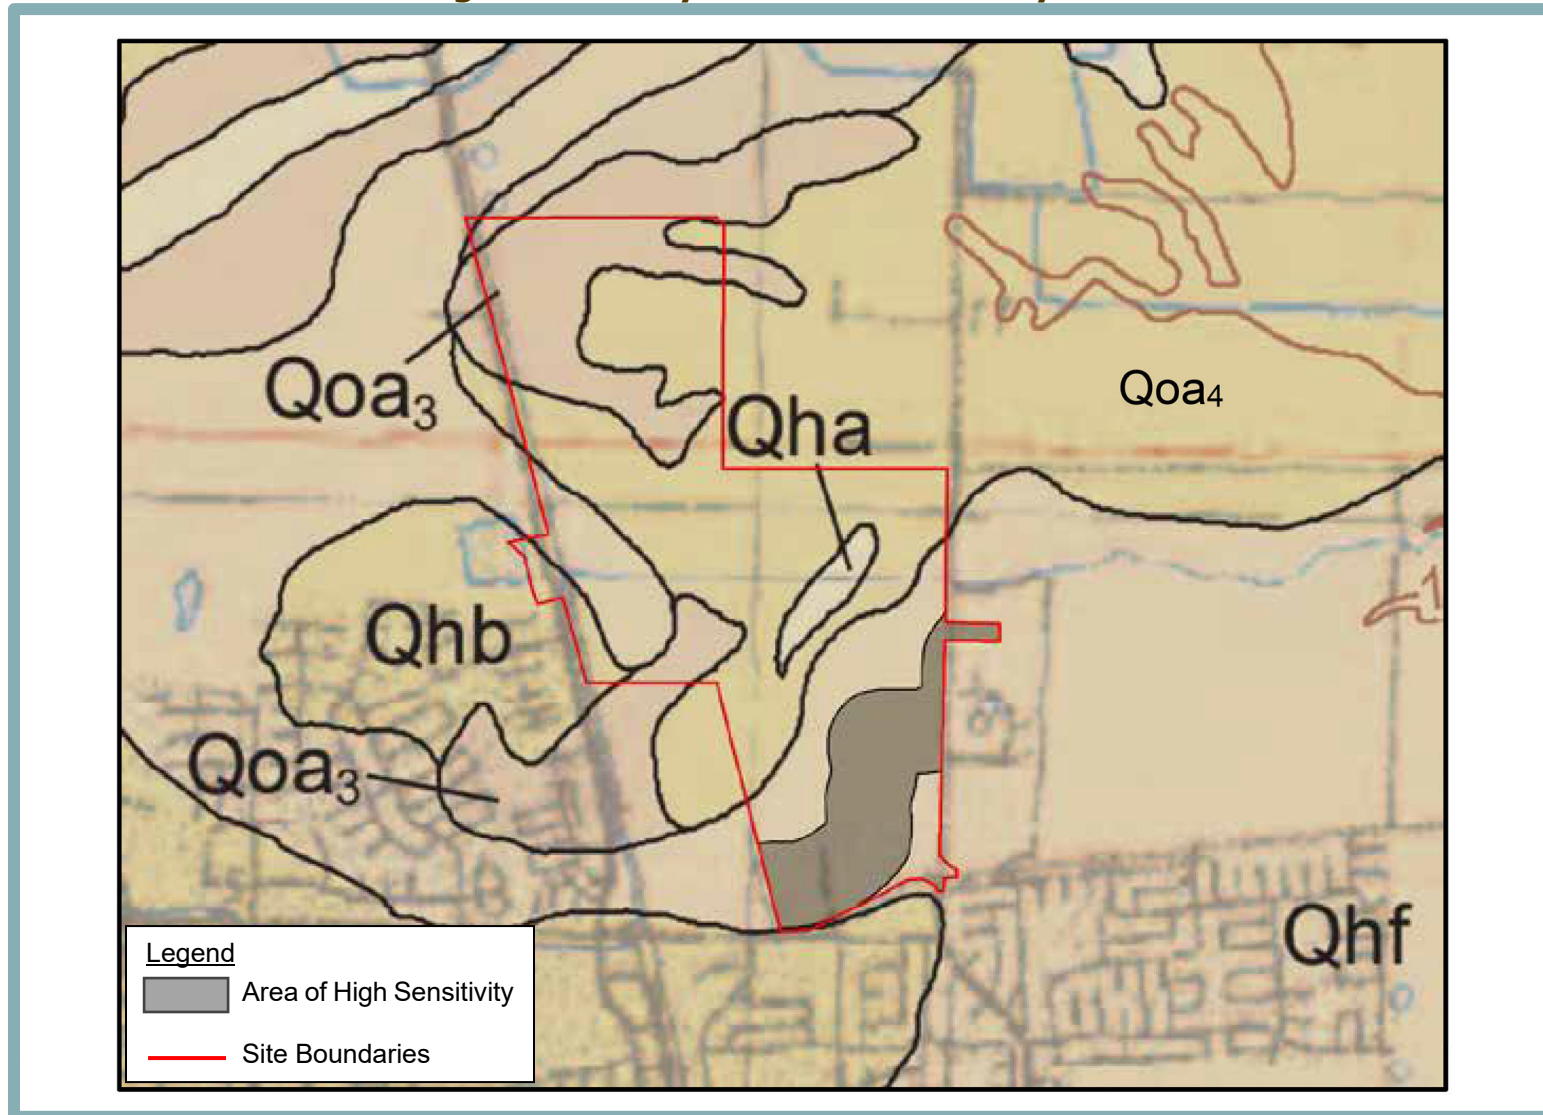 Qoa3
Qha
Qoa4
Qhb
Qoa3
Qhf
Legend
Area of High Sensitivity
Site Boundaries